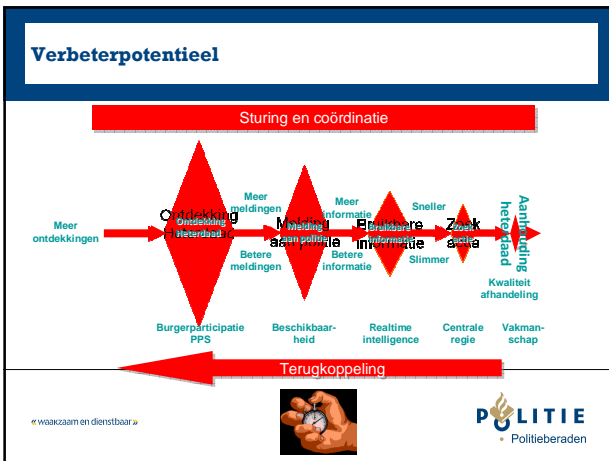 Verbeterpotentieel
Sturing en coördinatie
Meer
ontdekkingen
Ontdekking
Heterdaad
Meer
meldingen
Betere
meldingen
Melding
aan politie
Meer
informatie
Betere
informatie
Bruikbare
informatie
Sneller
Slimmer
Zoek
actie
Aanhouding
heterdaad
Kwaliteit
afhandeling
Burgerparticipatie
PPS
Beschikbaar-
heid
Realtime
intelligence
Centrale
regie
Vakman-
schap
Terugkoppeling
«waakzaam en dienstbaar»
POLITIE
• Politieberaden